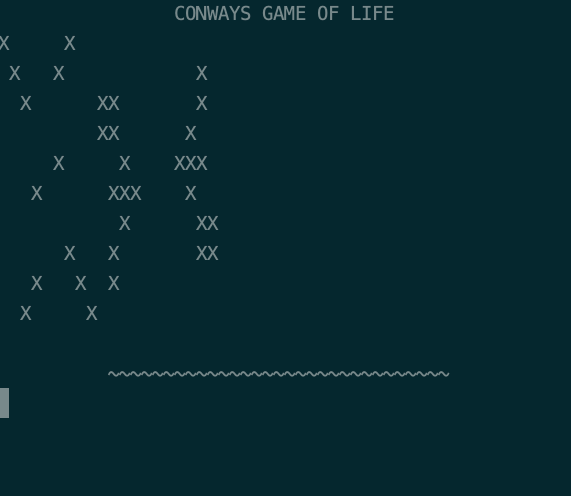 CONWAYS GAME OF LIFE
X     X
 X   X            X
  X      XX       X
         XX      X
     X     X    XXX
   X      XXX    X
           X      XX
      X   X       XX
   X   X  X
  X     X
          ~~~~~~~~~~~~~~~~~~~~~~~~~~~~~~~